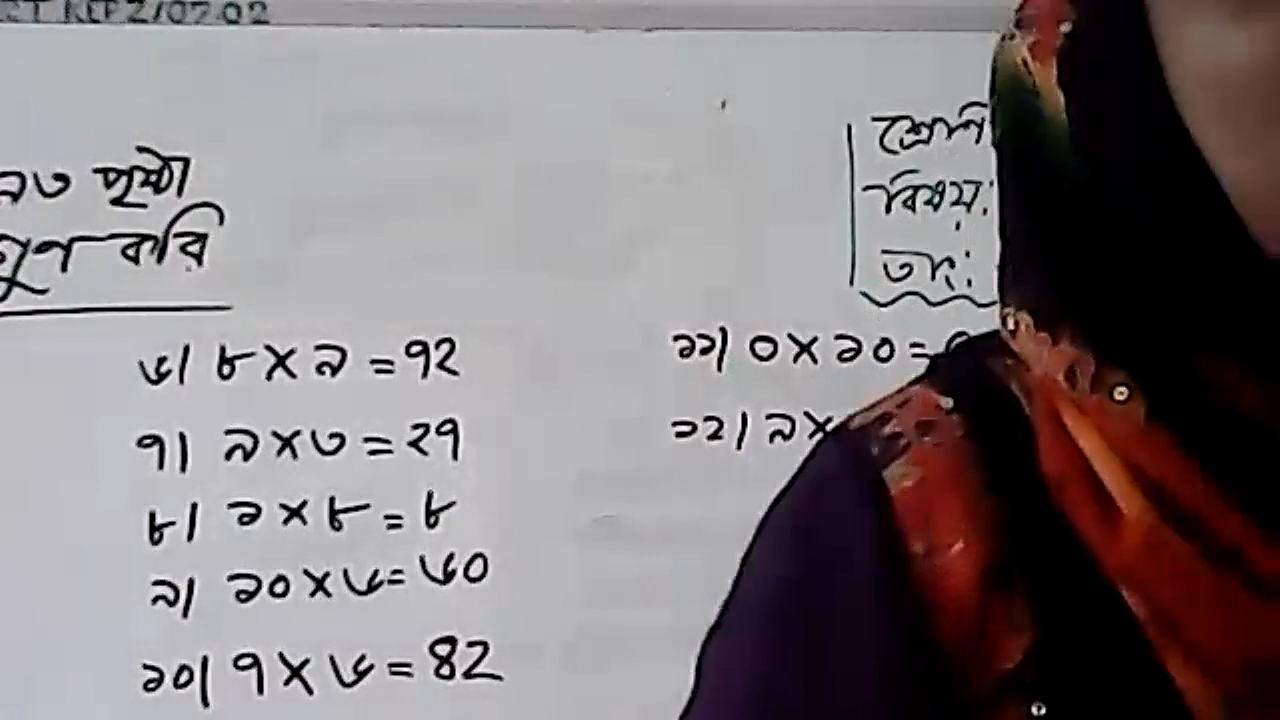 পৃষ্ঠা
গুণ করি
৬| ৮ × ৯ = ৭২
৭| ৯ × ৩ = ২৭
৮| ১ × ৮ = ৮
৯| ১০ × ৬ = ৬০
১০| ৭ × ৬ = ৪২
শ্রেণি
বিষয়:
তাং:
১১| ০ × ১০ =
১২| ৯ ×